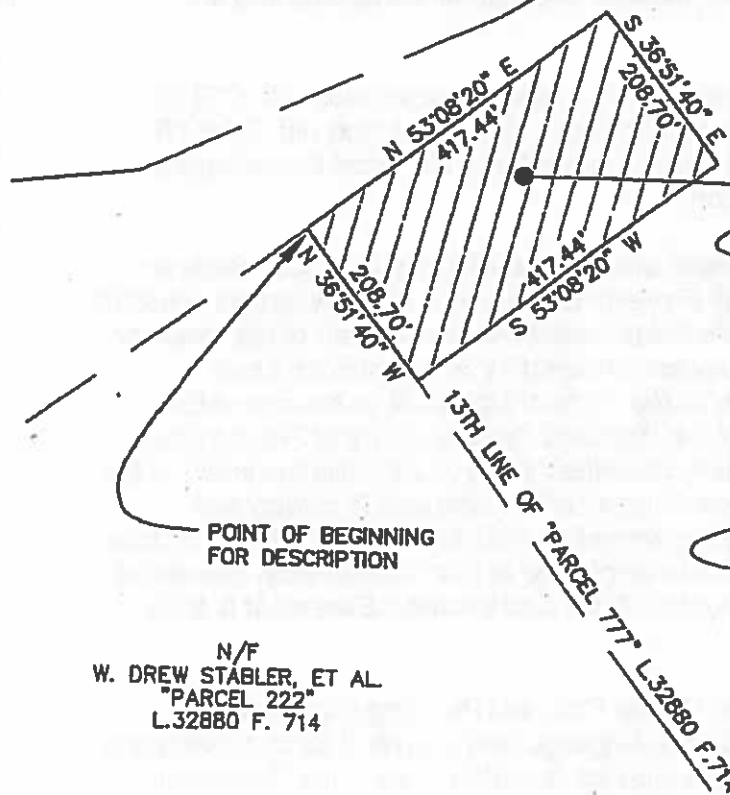 N 53°08'20" E
417.44'
S 36°51'40" E
208.70'
N 36°51'40" W
208.70'
417.44'
S 53°08'20" W
13TH LINE OF "PARCEL 777" L.32880 F.714
POINT OF BEGINNING
FOR DESCRIPTION
N/F
W. DREW STABLER, ET AL.
"PARCEL 222"
L.32880 F. 714